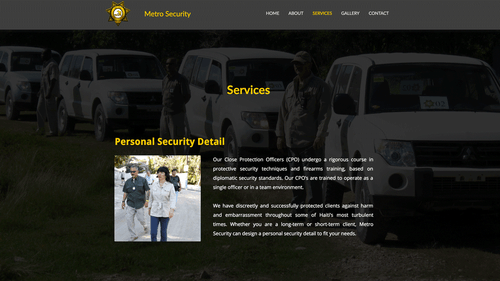 Metro Security
HOME ABOUT SERVICES GALLERY CONTACT
Services
Personal Security Detail
Our Close Protection Officers (CPO) undergo a rigorous course in
protective security techniques and firearms training, based on
diplomatic security standards. Our CPO's are trained to operate as a
single officer or in a team environment.
We have discreetly and successfully protected clients against harm
and embarrassment throughout some of Haiti's most turbulent
times. Whether you are a long-term or short-term client, Metro
Security can design a personal security detail to fit your needs.